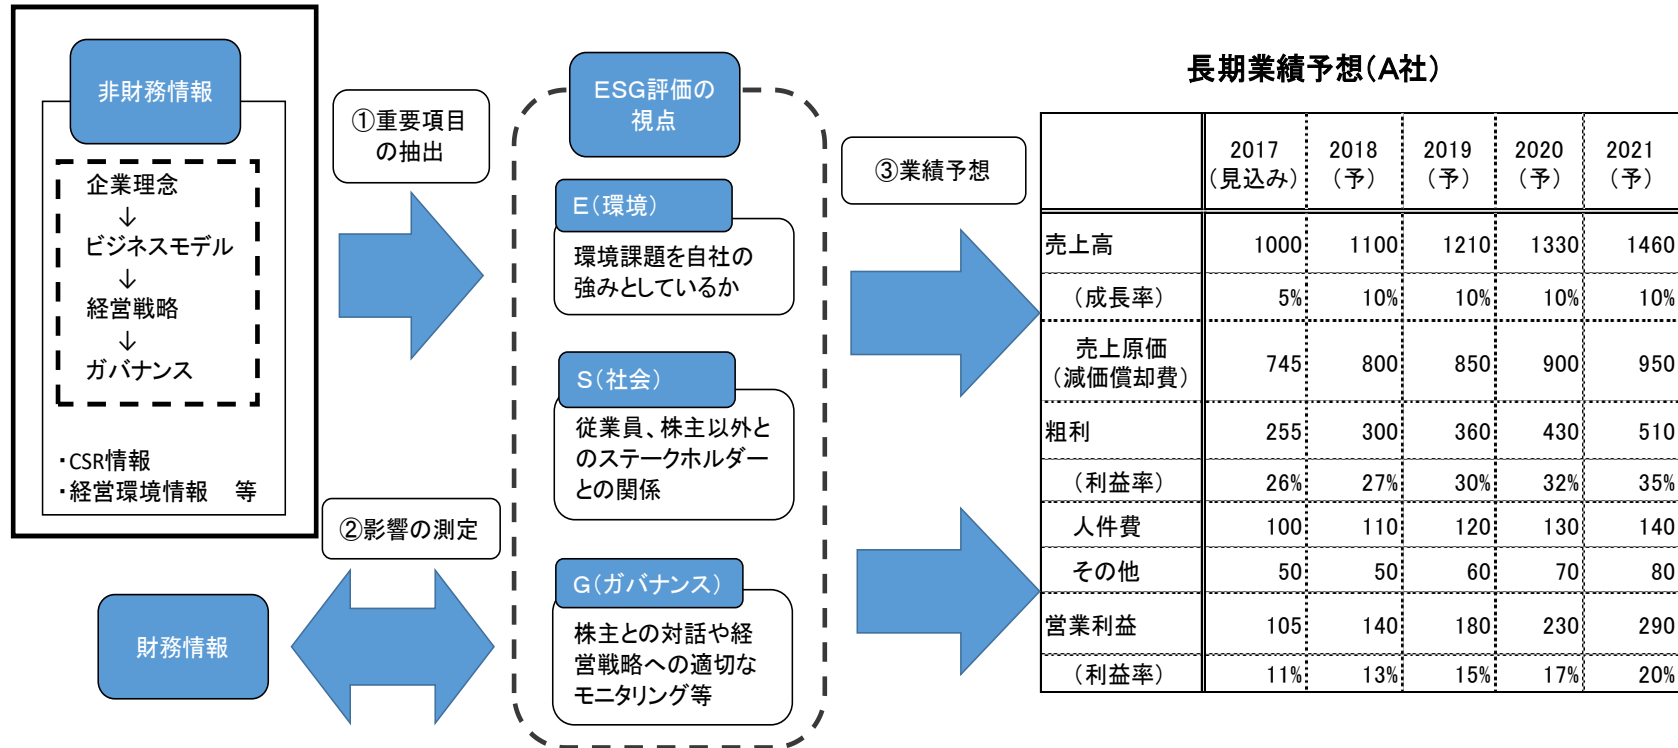 非財務情報
企業理念
↓
ビジネスモデル
↓
経営戦略
↓
ガバナンス
・CSR情報
・経営環境情報　等
財務情報
①重要項目
の抽出
②影響の測定
ESG評価の
視点
E(環境)
環境課題を自社の
強みとしているか
S(社会)
従業員、株主以外と
のステークホルダー
との関係
G(ガバナンス)
株主との対話や経
営戦略への適切な
モニタリング等
③業績予想
長期業績予想(A社)
2017 2018 2019 2020 2021
(見込み) (予) (予) (予) (予)
売上高 1000 1100 1210 1330 1460
(成長率) 5% 10% 10% 10% 10%
売上原価
(減価償却費) 745 800 850 900 950
粗利 255 300 360 430 510
(利益率) 26% 27% 30% 32% 35%
人件費 100 110 120 130 140
その他 50 50 60 70 80
営業利益 105 140 180 230 290
(利益率) 11% 13% 15% 17% 20%